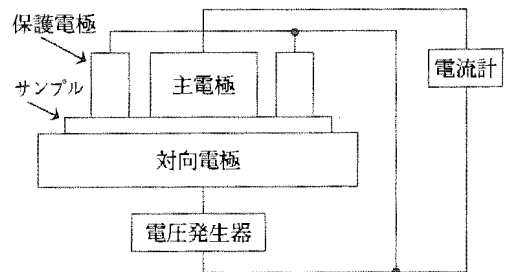 保護電極
サンプル
主電極
電流計
対向電極
電圧発生器